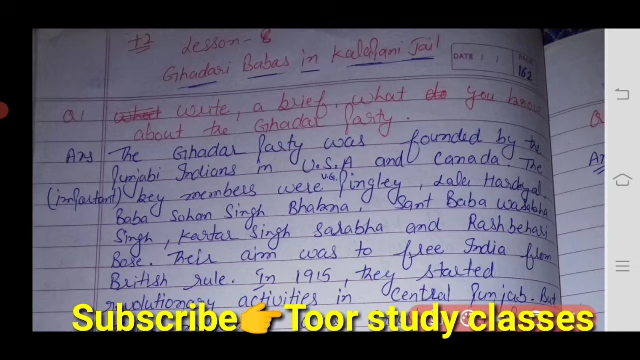 +2 Lesson - 8
Ghadari Babas in Kalapani Jail
DATE
PAGE 162
Q1 write, a brief, what do you know
about the Ghadar Party.
Ans The Ghadar Party was founded by the
Punjabi Indians in U.S.A and Canada. The
(important) key members were V.G. Pingley, Lala Hardyal
Baba Sohan Singh Bhakna, Sant Baba Wasakha
Singh, Kartar Singh Sarabha and Rashbehari
Bose. Their aim was to free India from
British rule. In 1915, they started
revolutionary activities in Central Punjab. But
Subscribe👉Toor study classes